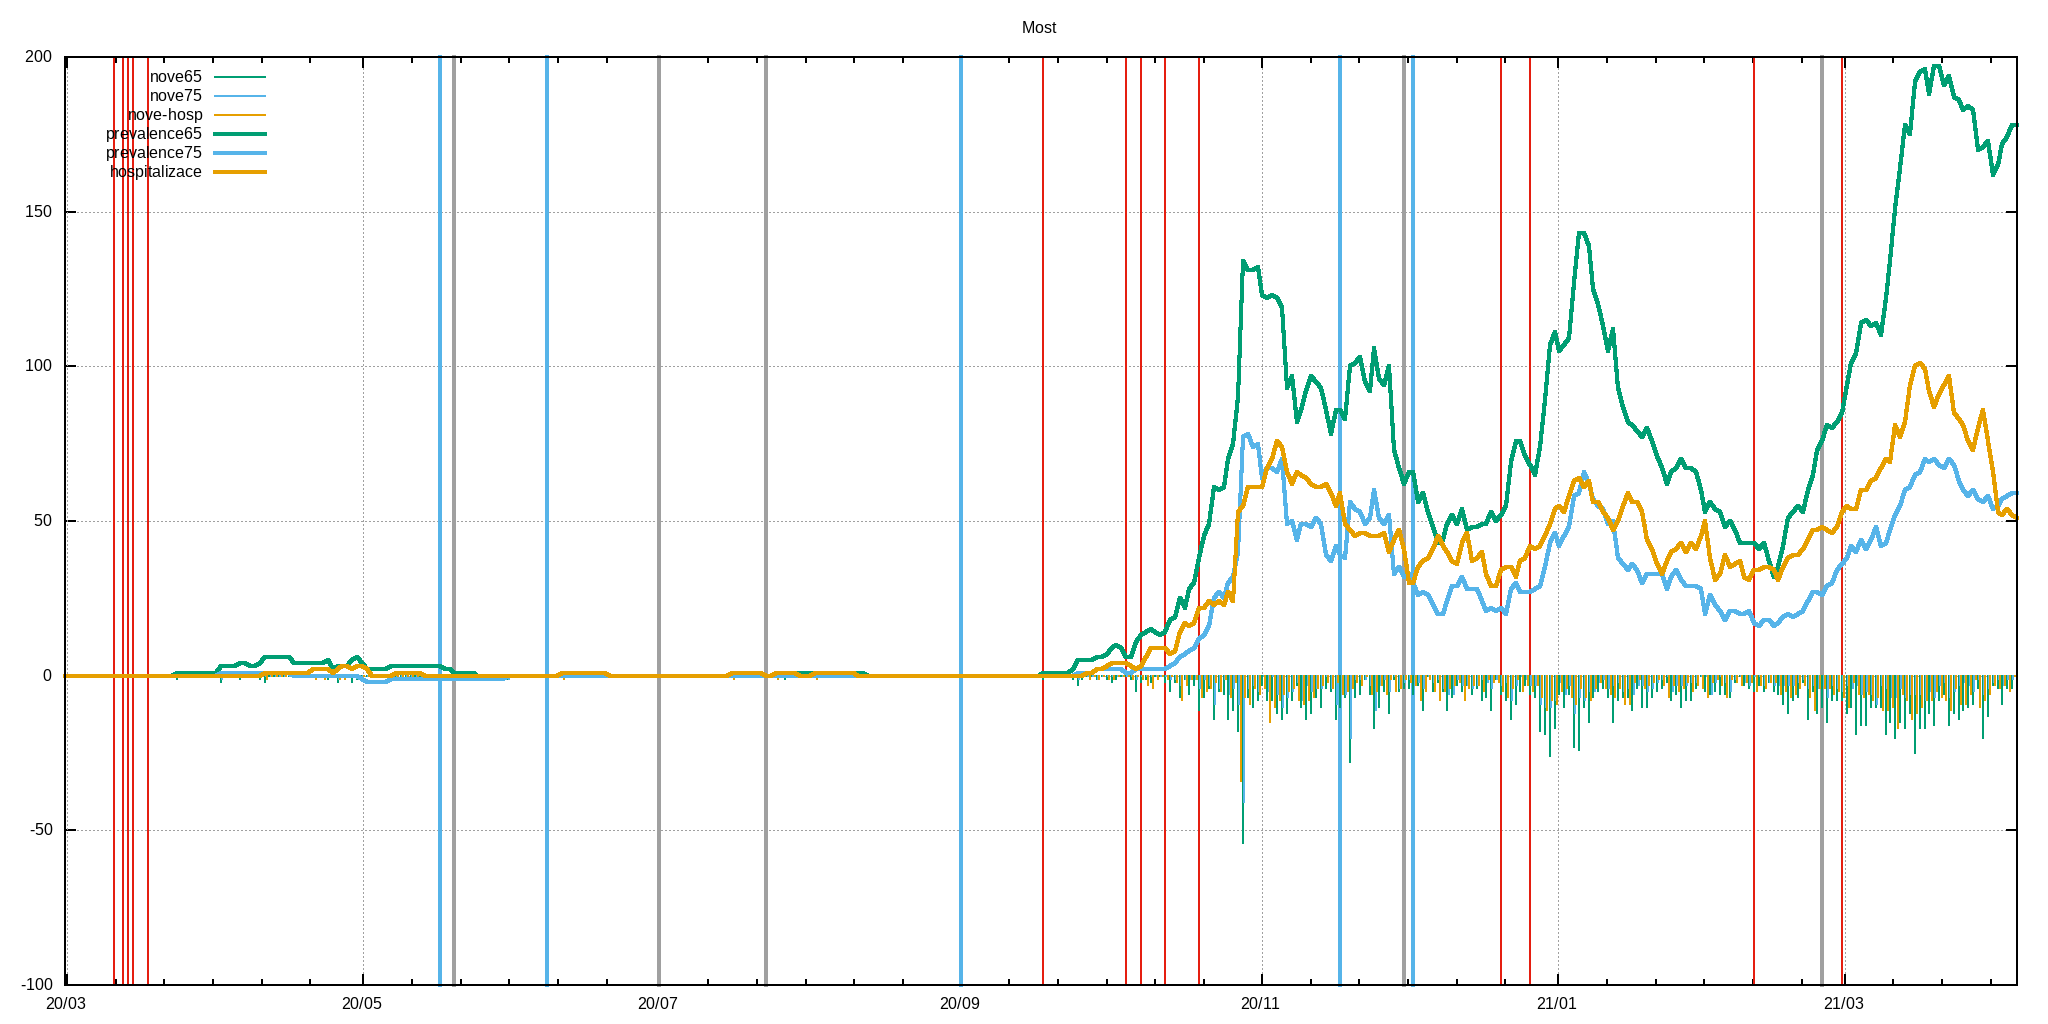 Most
200
nove65
nove75
nove-hosp
prevalence65
prevalence75
hospitalizace
150
100
50
0
-50
-100
20/03 20/05 20/07 20/09 20/11 21/01 21/03